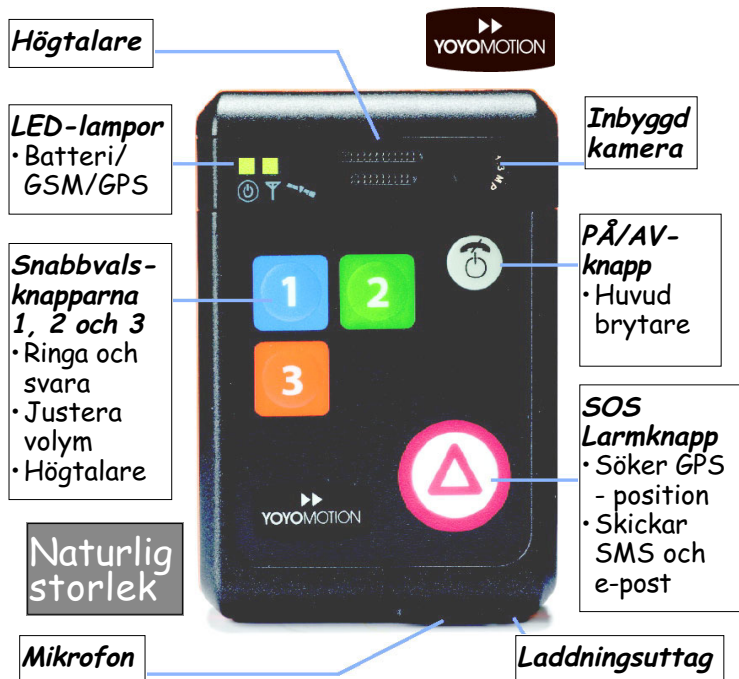 Högtalare
YOYOMOTION
LED-lampor
· Batteri/
GSM/GPS
Inbyggd
kamera
Snabbvals-
knapparna
1, 2 och 3
· Ringa och
svara
· Justera
volym
· Högtalare
PÅ/AV-
knapp
· Huvud
brytare
1
2
3
SOS
Larmknapp
· Söker GPS
- position
· Skickar
SMS och
e-post
YOYOMOTION
Naturlig
storlek
Mikrofon
Laddningsuttag